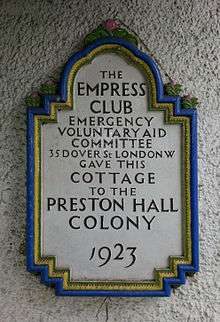 THE
EMPRESS
CLUB
EMERGENCY
VOLUNTARY AID
COMMITTEE
35 DOVER St LONDON W
GAVE THIS
COTTAGE
TO THE
PRESTON HALL
COLONY
1923